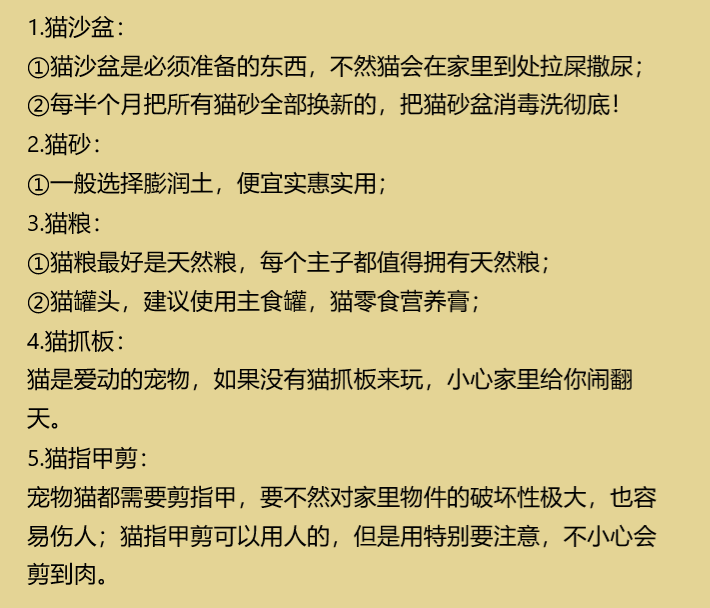 1.猫沙盆：
①猫沙盆是必须准备的东西，不然猫会在家里到处拉屎撒尿；
②每半个月把所有猫砂全部换新的，把猫砂盆消毒洗彻底！
2.猫砂：
①一般选择膨润土，便宜实惠实用；
3.猫粮：
①猫粮最好是天然粮，每个主子都值得拥有天然粮；
②猫罐头，建议使用主食罐，猫零食营养膏；
4.猫抓板：
猫是爱动的宠物，如果没有猫抓板来玩，小心家里给你闹翻
天。
5.猫指甲剪：
宠物猫都需要剪指甲，要不然对家里物件的破坏性极大，也容
易伤人；猫指甲剪可以用人的，但是用特别要注意，不小心会
剪到肉。